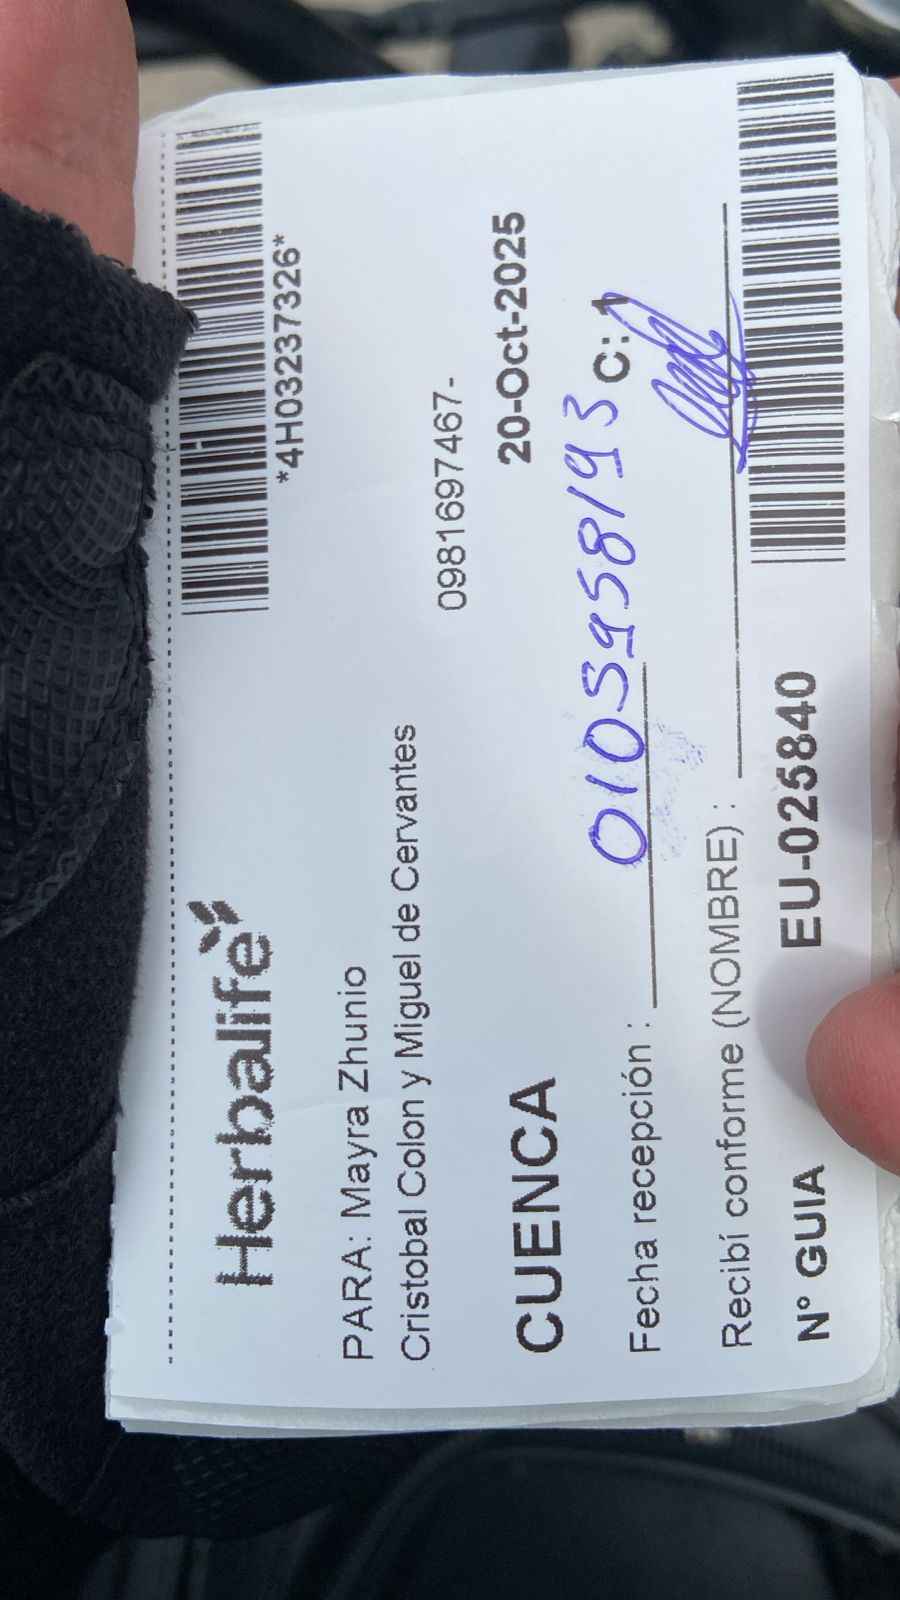 Herbalife
*4H03237326*
PARA: Mayra Zhunio
Cristobal Colon y Miguel de Cervantes
0981697467-
CUENCA 20-Oct-2025
0105958193 C: 1
Fecha recepción :
Recibí conforme (NOMBRE) :
N° GUIA EU-025840